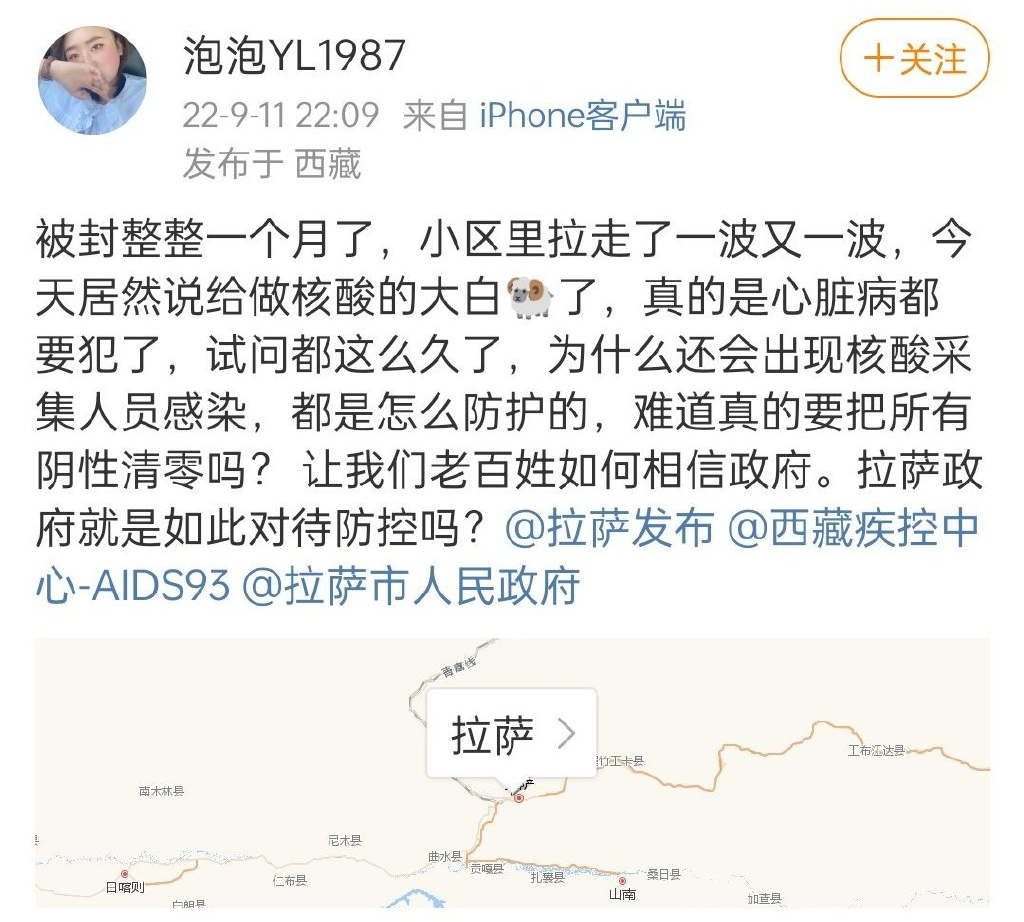 泡泡YL1987
+关注
22-9-11 22:09 来自 iPhone客户端
发布于 西藏
被封整整一个月了，小区里拉走了一波又一波，今
天居然说给做核酸的大白🐏了，真的是心脏病都
要犯了，试问都这么久了，为什么还会出现核酸采
集人员感染，都是怎么防护的，难道真的要把所有
阴性清零吗？ 让我们老百姓如何相信政府。拉萨政
府就是如此对待防控吗？@拉萨发布 @西藏疾控中
心-AIDS93 @拉萨市人民政府
青藏线
拉萨
竹工卡县
工布江达县
南木林县
尼木县
曲水县
贡嘎县
扎囊县
桑日县
日喀则
仁布县
山南
加查县
白朗县